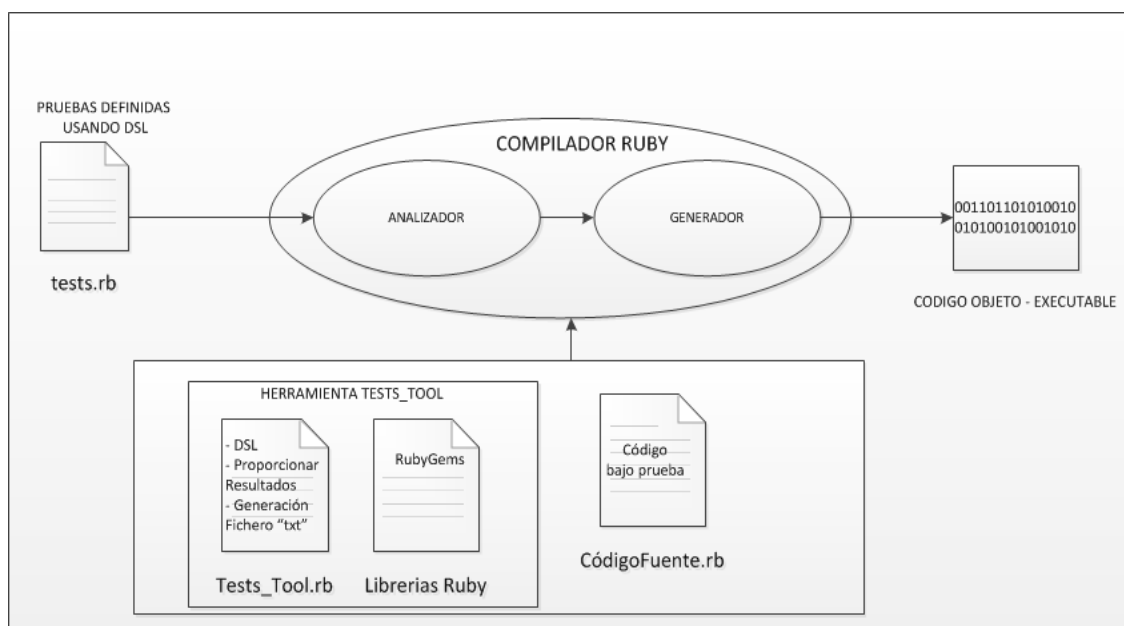 PRUEBAS DEFINIDAS
USANDO DSL
tests.rb
COMPILADOR RUBY
ANALIZADOR
GENERADOR
001101101010010
010100101001010
CODIGO OBJETO - EXECUTABLE
HERRAMIENTA TESTS_TOOL
- DSL
- Proporcionar
Resultados
- Generación
Fichero “txt”
Tests_Tool.rb
RubyGems
Librerias Ruby
Código
bajo prueba
CódigoFuente.rb